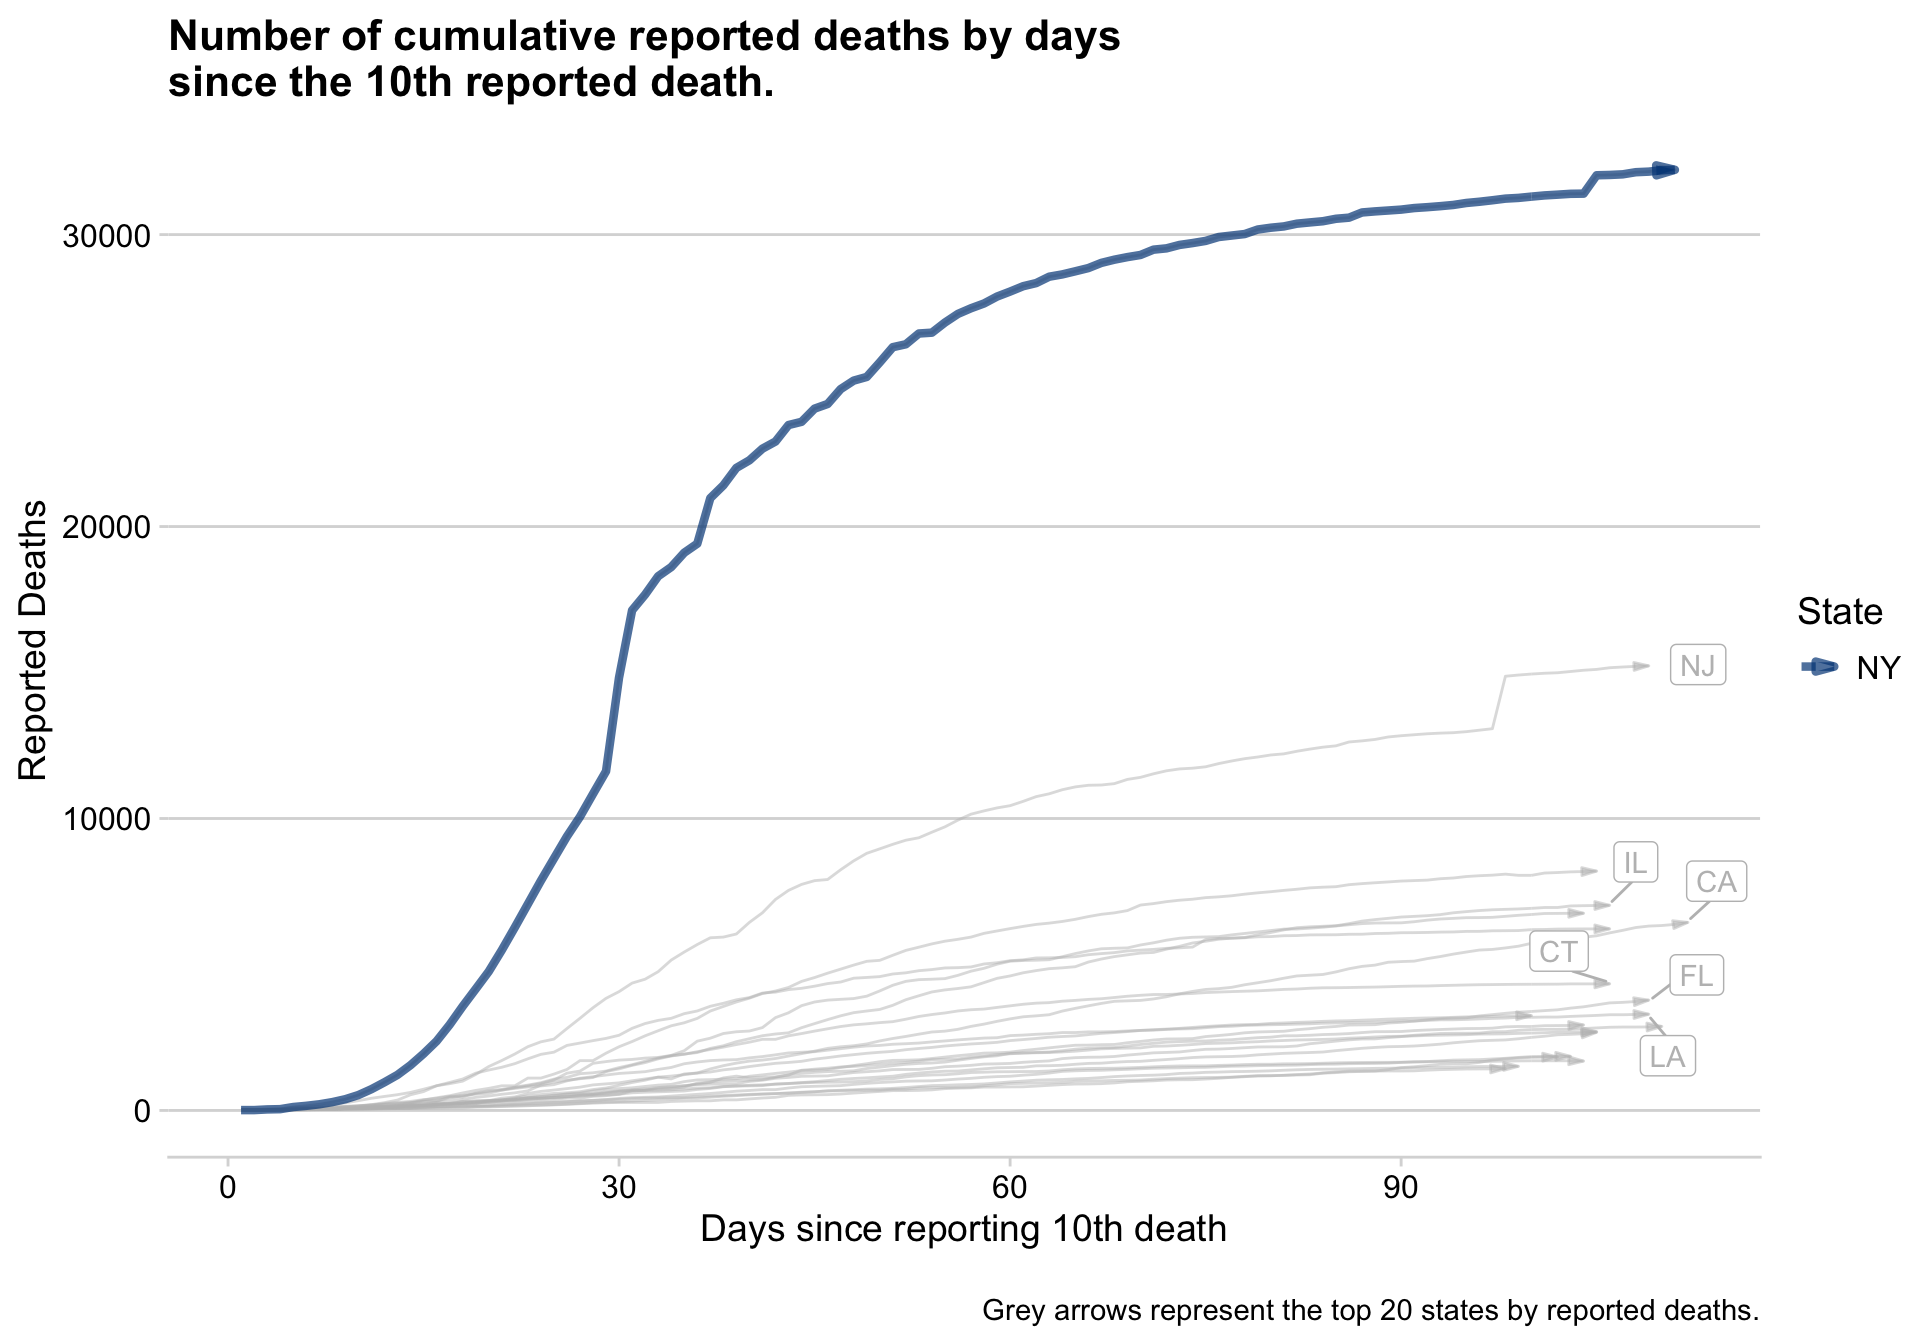 Number of cumulative reported deaths by days
since the 10th reported death.
Reported Deaths
30000
20000
10000
0
0
30
60
90
Days since reporting 10th death
NJ
IL
CA
CT
FL
LA
State
NY
Grey arrows represent the top 20 states by reported deaths.